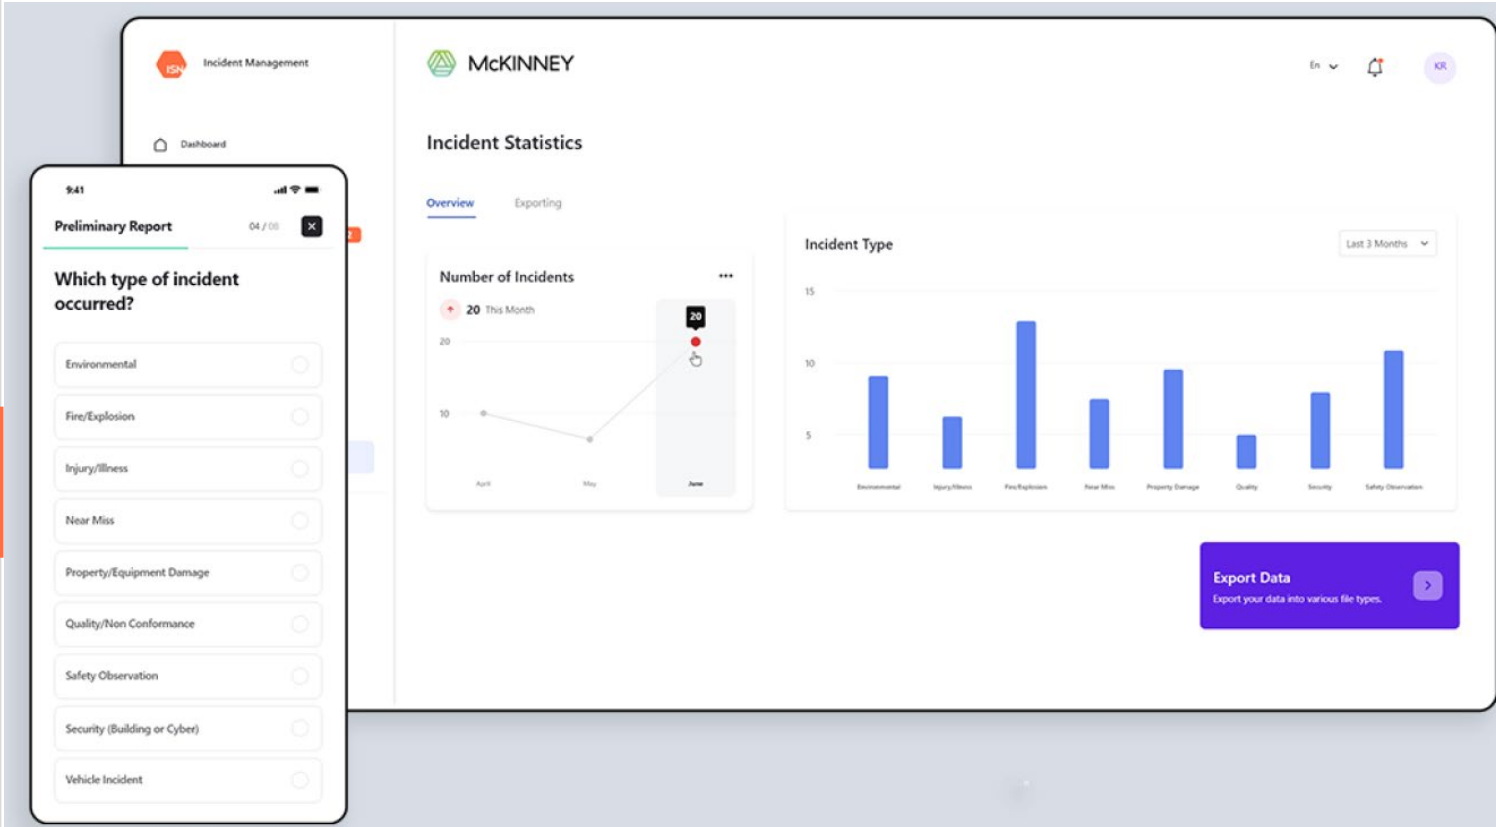 ISN
Incident Management
Dashboard
2
9:41
Preliminary Report
04 / 08
Which type of incident
occurred?
Environmental
Fire/Explosion
Injury/Illness
Near Miss
Property/Equipment Damage
Quality/Non Conformance
Safety Observation
Security (Building or Cyber)
Vehicle Incident
McKINNEY
En
KR
Incident Statistics
Overview
Exporting
Number of Incidents
20 This Month
20
20
10
April
May
June
Incident Type
Last 3 Months
15
10
5
Environmental
Injury/Illness
Fire/Explosion
Near Miss
Property Damage
Quality
Security
Safety Observation
Export Data
Export your data into various file types.